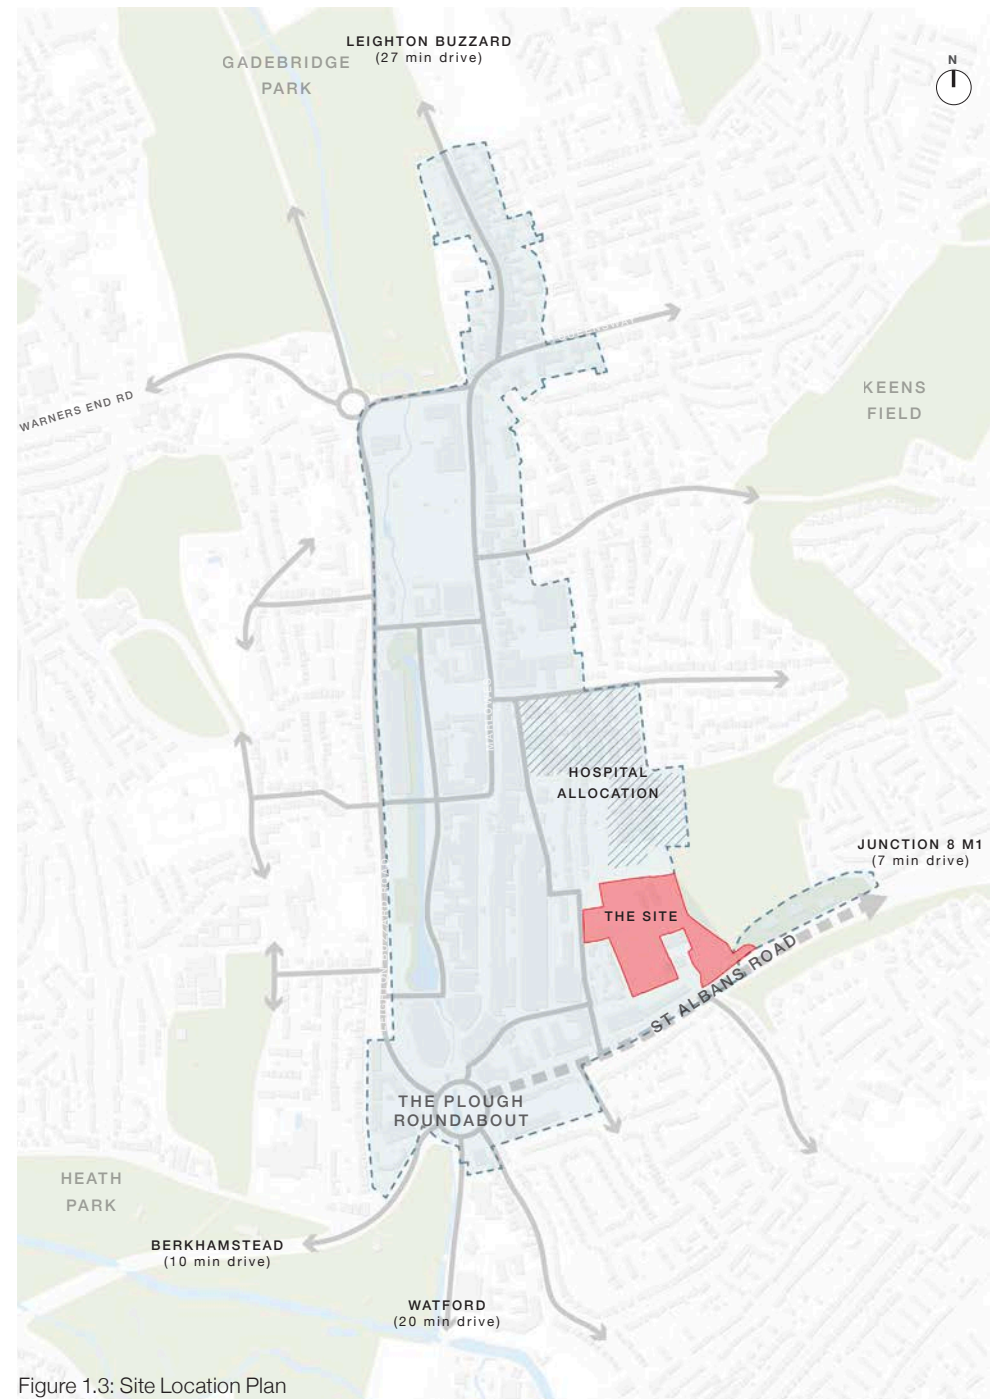 LEIGHTON BUZZARD
(27 min drive)
GADEBRIDGE
PARK
N
WARNERS END RD
KEENS
FIELD
HOSPITAL
ALLOCATION
JUNCTION 8 M1
(7 min drive)
THE SITE
ST ALBANS ROAD
THE PLOUGH
ROUNDABOUT
HEATH
PARK
BERKHAMSTEAD
(10 min drive)
WATFORD
(20 min drive)
Figure 1.3: Site Location Plan